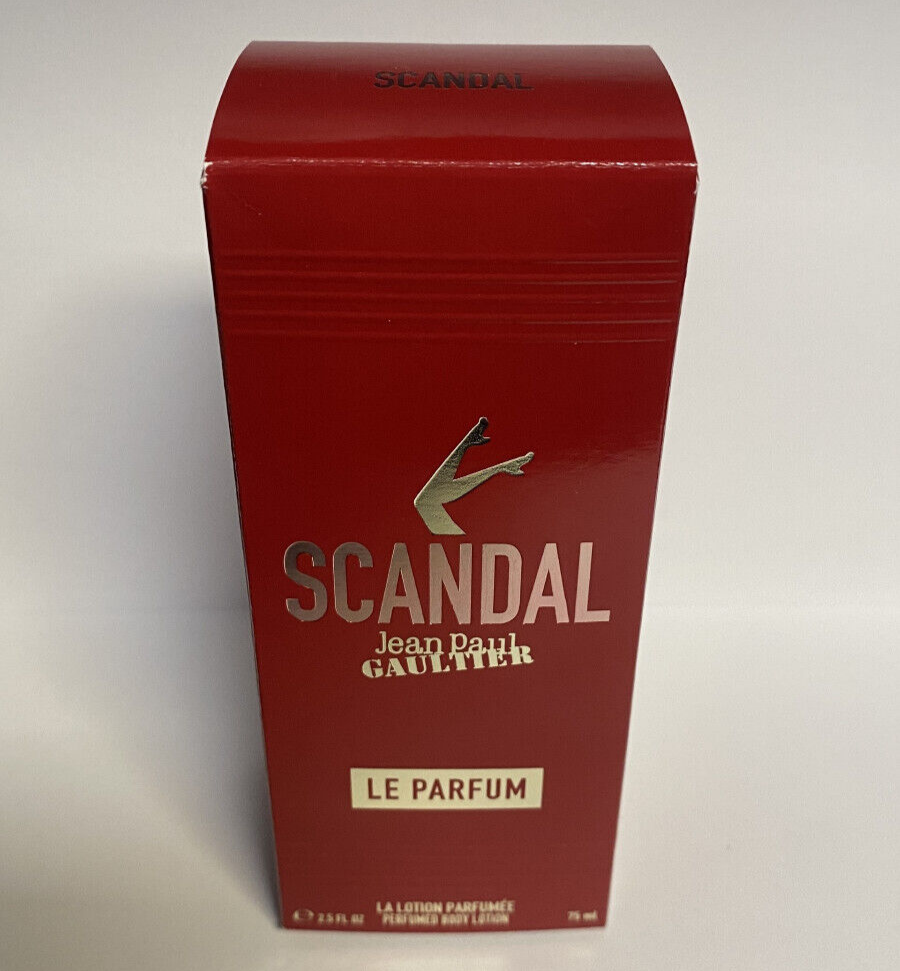 SCANDAL
SCANDAL
Jean Paul
GAULTIER
LE PARFUM
LA LOTION PARFUMÉE
℮ 2.5 FL OZ PERFUMED BODY LOTION 75 ml